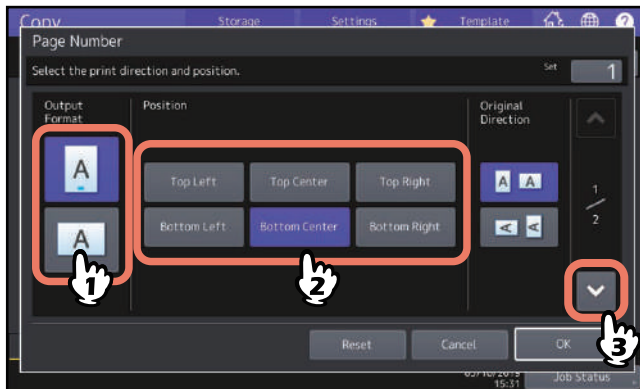 Copy Storage Settings Template
Page Number
Select the print direction and position. Set 1
Output Format
Position
Original Direction
A
A
Top Left Top Center Top Right
Bottom Left Bottom Center Bottom Right
A A
A A
1
/
2
1
2
3
Reset Cancel OK
15:31 Job Status